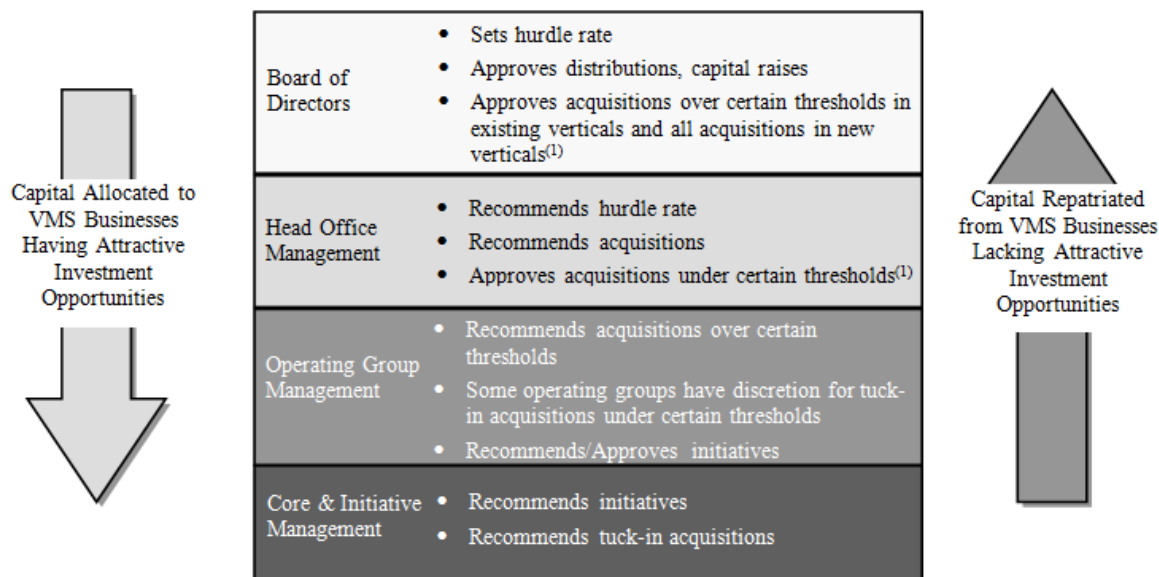 Capital Allocated to
VMS Businesses
Having Attractive
Investment
Opportunities
Board of
Directors
• Sets hurdle rate
• Approves distributions, capital raises
• Approves acquisitions over certain thresholds in
existing verticals and all acquisitions in new
verticals(1)
Head Office
Management
• Recommends hurdle rate
• Recommends acquisitions
• Approves acquisitions under certain thresholds(1)
Operating Group
Management
• Recommends acquisitions over certain
thresholds
• Some operating groups have discretion for tuck-
in acquisitions under certain thresholds
• Recommends/Approves initiatives
Core & Initiative
Management
• Recommends initiatives
• Recommends tuck-in acquisitions
Capital Repatriated
from VMS Businesses
Lacking Attractive
Investment
Opportunities